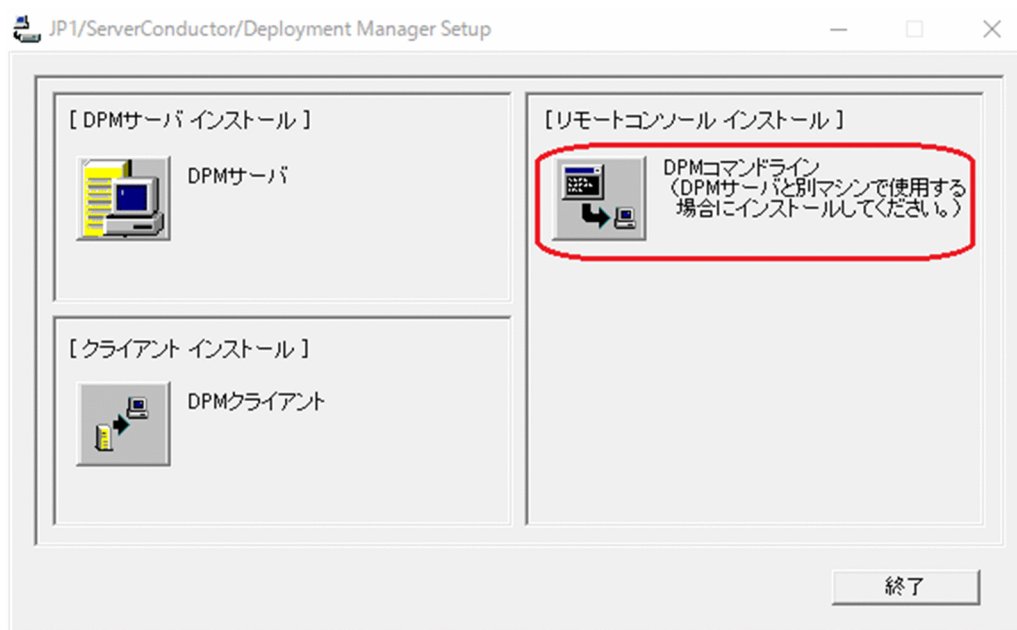 JP1/ServerConductor/Deployment Manager Setup
[ DPMサーバ インストール ]
DPMサーバ
[ クライアント インストール ]
DPMクライアント
[ リモートコンソール インストール ]
DPMコマンドライン
（DPMサーバと別マシンで使用する
場合にインストールしてください。）
終了